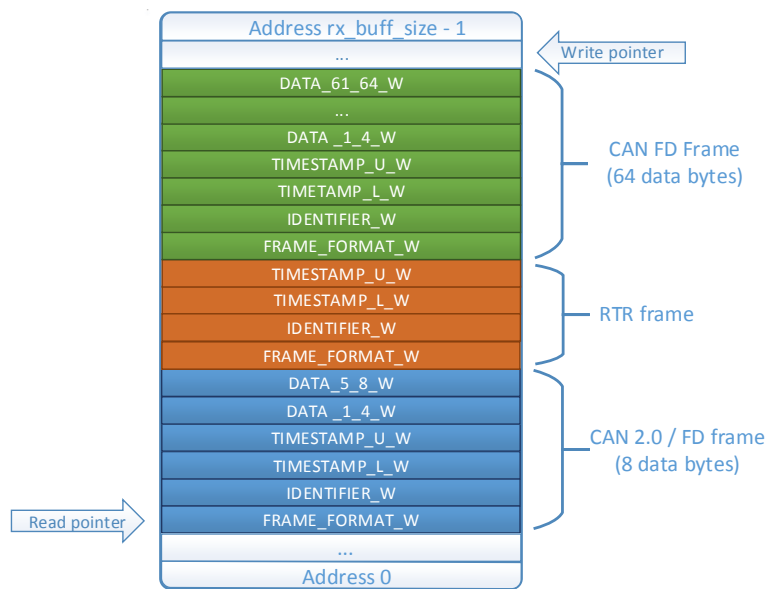 Address rx_buff_size - 1
...
Write pointer
DATA_61_64_W
...
DATA _1_4_W
TIMESTAMP_U_W
TIMETAMP_L_W
IDENTIFIER_W
FRAME_FORMAT_W
CAN FD Frame
(64 data bytes)
TIMESTAMP_U_W
TIMESTAMP_L_W
IDENTIFIER_W
FRAME_FORMAT_W
RTR frame
DATA_5_8_W
DATA _1_4_W
TIMESTAMP_U_W
TIMESTAMP_L_W
IDENTIFIER_W
FRAME_FORMAT_W
CAN 2.0 / FD frame
(8 data bytes)
Read pointer
...
Address 0